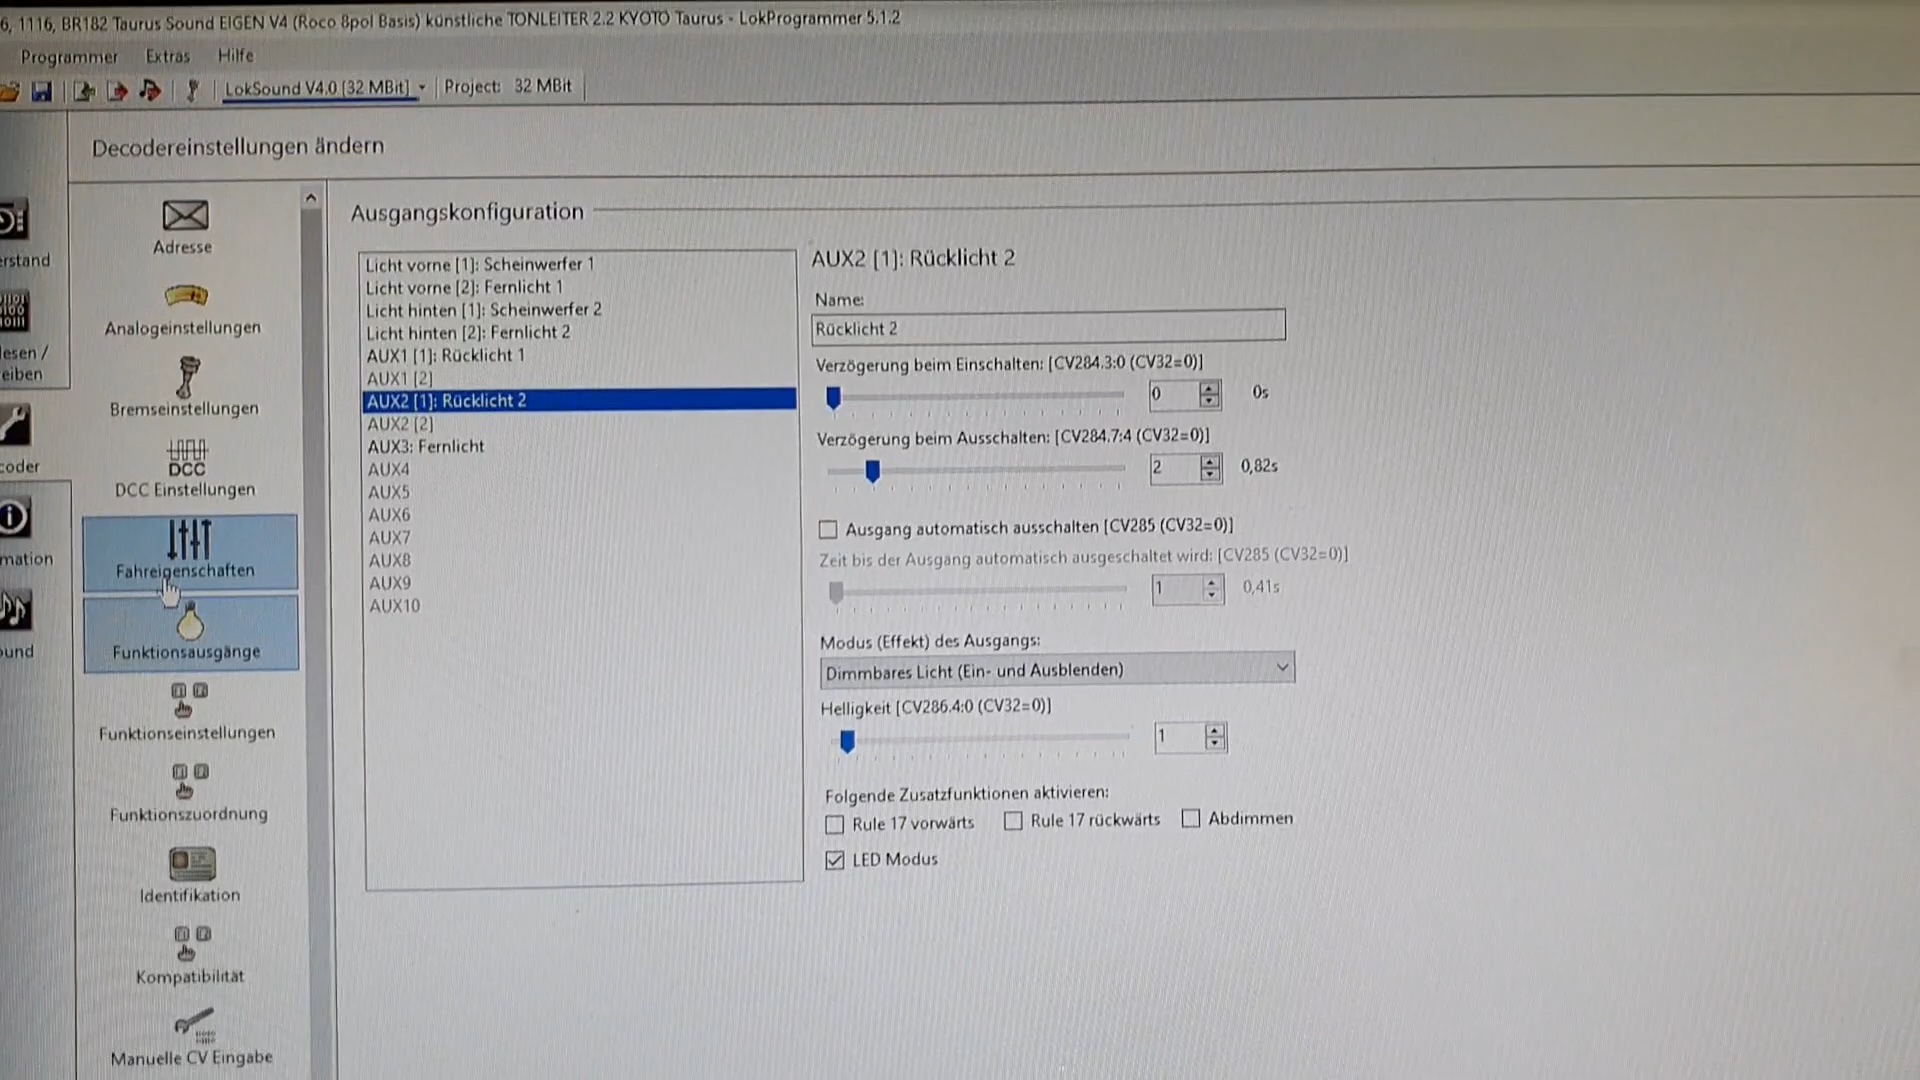 6, 1116, BR182 Taurus Sound EIGEN V4 (Roco 8pol Basis) künstliche TONLEITER 2.2 KYOTO Taurus - LokProgrammer 5.1.2
Programmer Extras Hilfe
LokSound V4.0 [32 MBit] Project: 32 MBit
Decodereinstellungen ändern
erstand
esen /
eiben
coder
mation
ound
Adresse
Analogeinstellungen
Bremseinstellungen
DCC
DCC Einstellungen
Fahreigenschaften
Funktionsausgänge
Funktionseinstellungen
Funktionszuordnung
Identifikation
Kompatibilität
Manuelle CV Eingabe
Ausgangskonfiguration
Licht vorne [1]: Scheinwerfer 1
Licht vorne [2]: Fernlicht 1
Licht hinten [1]: Scheinwerfer 2
Licht hinten [2]: Fernlicht 2
AUX1 [1]: Rücklicht 1
AUX1 [2]
AUX2 [1]: Rücklicht 2
AUX2 [2]
AUX3: Fernlicht
AUX4
AUX5
AUX6
AUX7
AUX8
AUX9
AUX10
AUX2 [1]: Rücklicht 2
Name:
Rücklicht 2
Verzögerung beim Einschalten: [CV284.3:0 (CV32=0)]
0 0s
Verzögerung beim Ausschalten: [CV284.7:4 (CV32=0)]
2 0,82s
Ausgang automatisch ausschalten [CV285 (CV32=0)]
Zeit bis der Ausgang automatisch ausgeschaltet wird: [CV285 (CV32=0)]
1 0,41s
Modus (Effekt) des Ausgangs:
Dimmbares Licht (Ein- und Ausblenden)
Helligkeit [CV286.4:0 (CV32=0)]
1
Folgende Zusatzfunktionen aktivieren:
Rule 17 vorwärts Rule 17 rückwärts Abdimmen
LED Modus